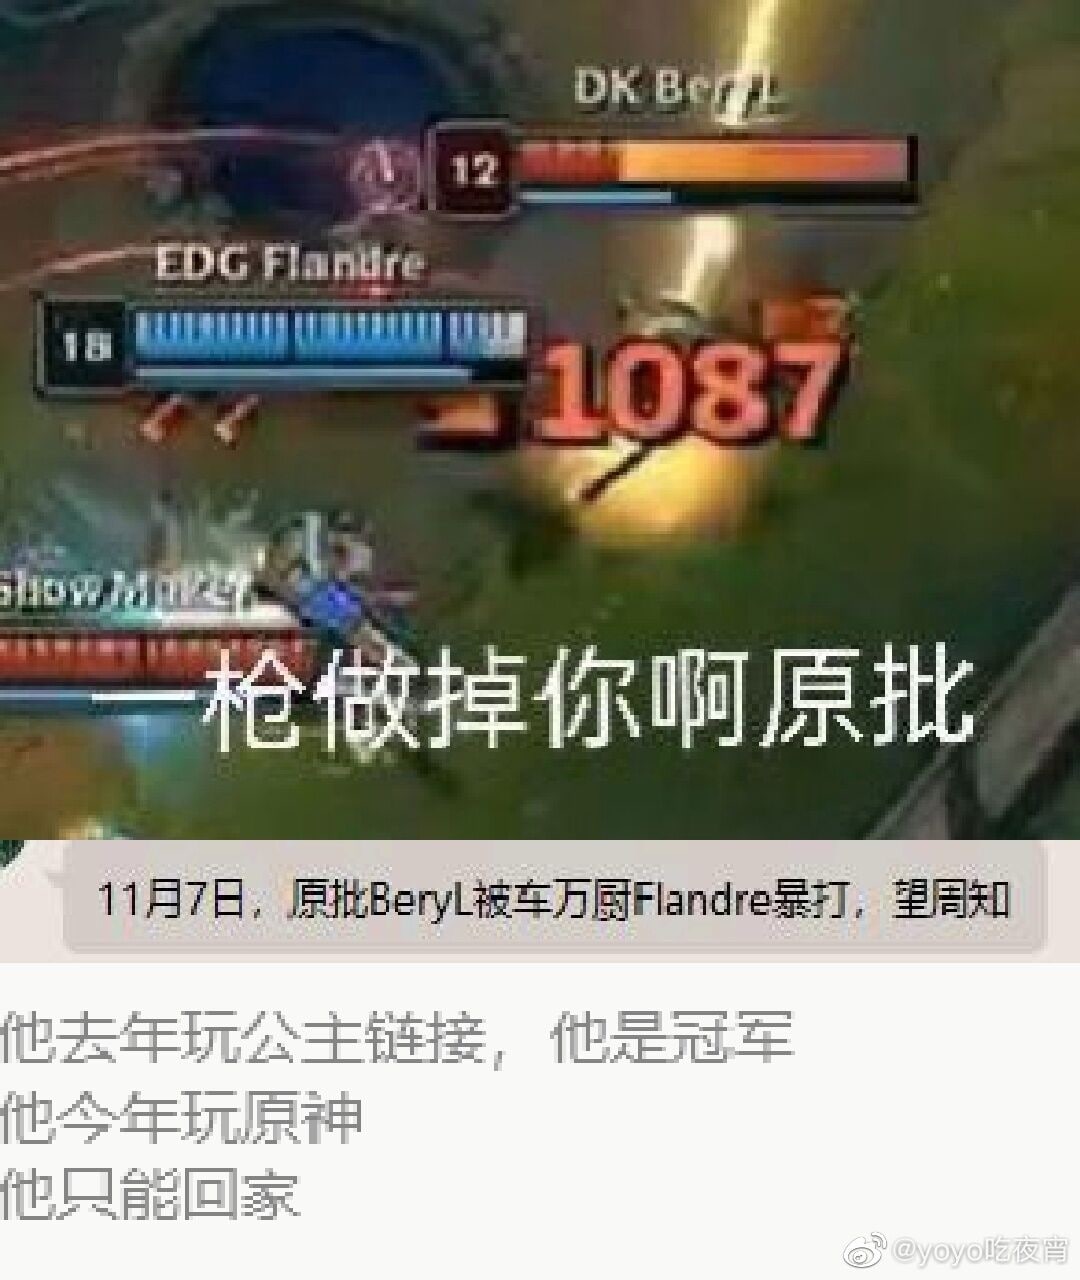 DK BeryL
12
EDG Flandre
18
1087
ShowMaker
一枪做掉你啊原批
11月7日，原批BeryL被车万厨Flandre暴打，望周知
他去年玩公主链接，他是冠军
他今年玩原神
他只能回家
@yoyo吃夜宵